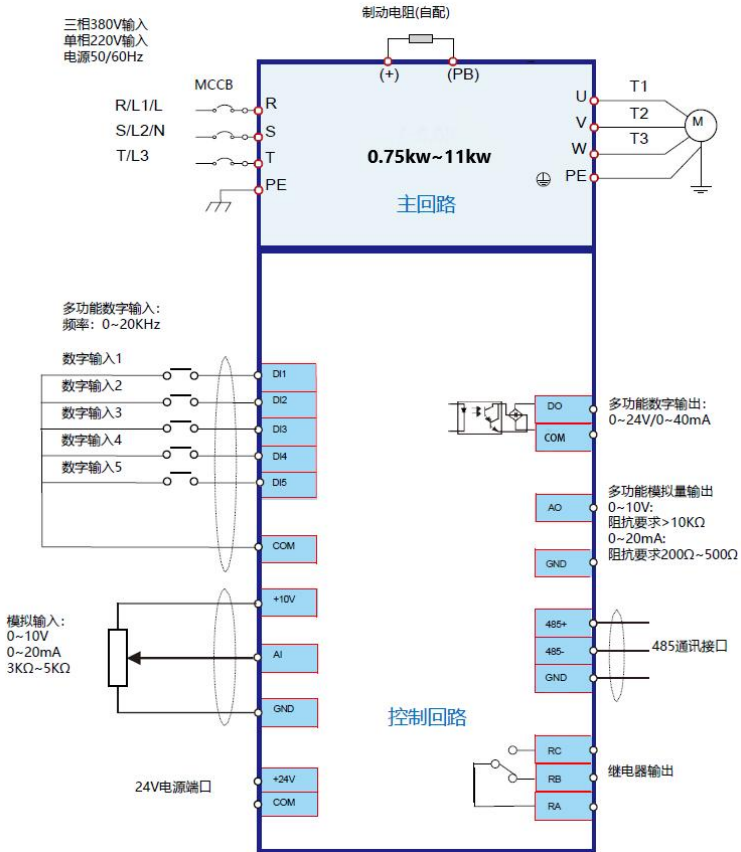 制动电阻(自配)
三相380V输入
单相220V输入
电源50/60Hz
(+)
(PB)
MCCB
R/L1/L
R
S/L2/N
S
T/L3
T
PE
0.75kw~11kw
主回路
U
T1
V
T2
W
T3
PE
M
多功能数字输入:
频率: 0~20KHz
数字输入1
DI1
数字输入2
DI2
数字输入3
DI3
数字输入4
DI4
数字输入5
DI5
COM
DO
COM
多功能数字输出:
0~24V/0~40mA
AO
GND
多功能模拟量输出
0~10V:
阻抗要求>10KΩ
0~20mA:
阻抗要求200Ω~500Ω
模拟输入:
0~10V
0~20mA
3KΩ~5KΩ
+10V
AI
GND
485+
485-
GND
485通讯接口
控制回路
24V电源端口
+24V
COM
RC
RB
RA
继电器输出